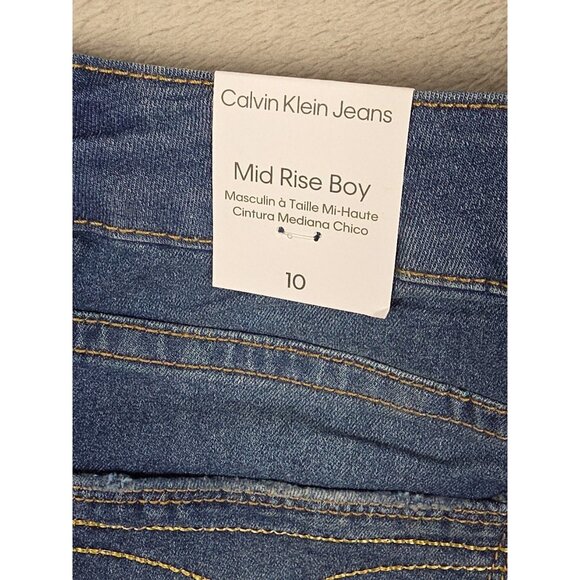 Calvin Klein Jeans
Mid Rise Boy
Masculin à Taille Mi-Haute
Cintura Mediana Chico
10